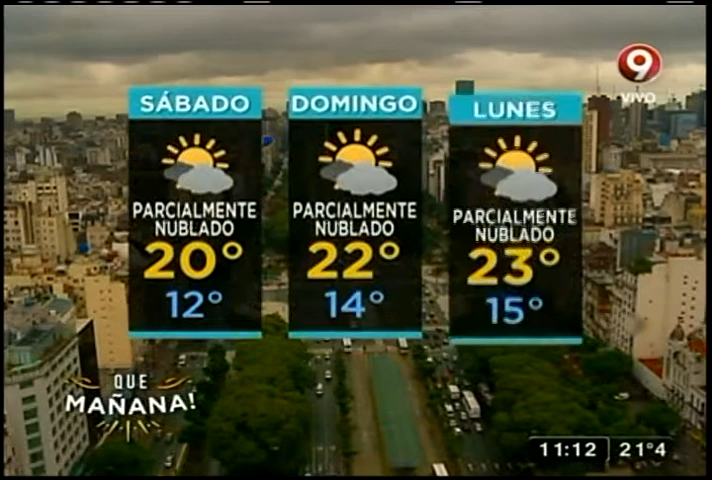 9
VIVO
SÁBADO
PARCIALMENTE
NUBLADO
20°
12°
DOMINGO
PARCIALMENTE
NUBLADO
22°
14°
LUNES
PARCIALMENTE
NUBLADO
23°
15°
QUE
MAÑANA!
11:12 21°4